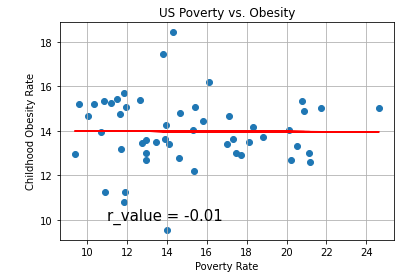 US Poverty vs. Obesity
18
16
14
12
10
Childhood Obesity Rate
r_value = -0.01
10 12 14 16 18 20 22 24
Poverty Rate